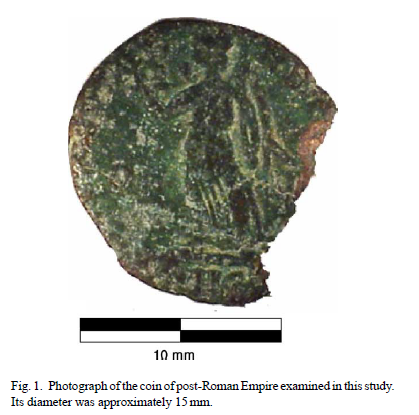 10 mm
Fig. 1. Photograph of the coin of post-Roman Empire examined in this study.
Its diameter was approximately 15 mm.